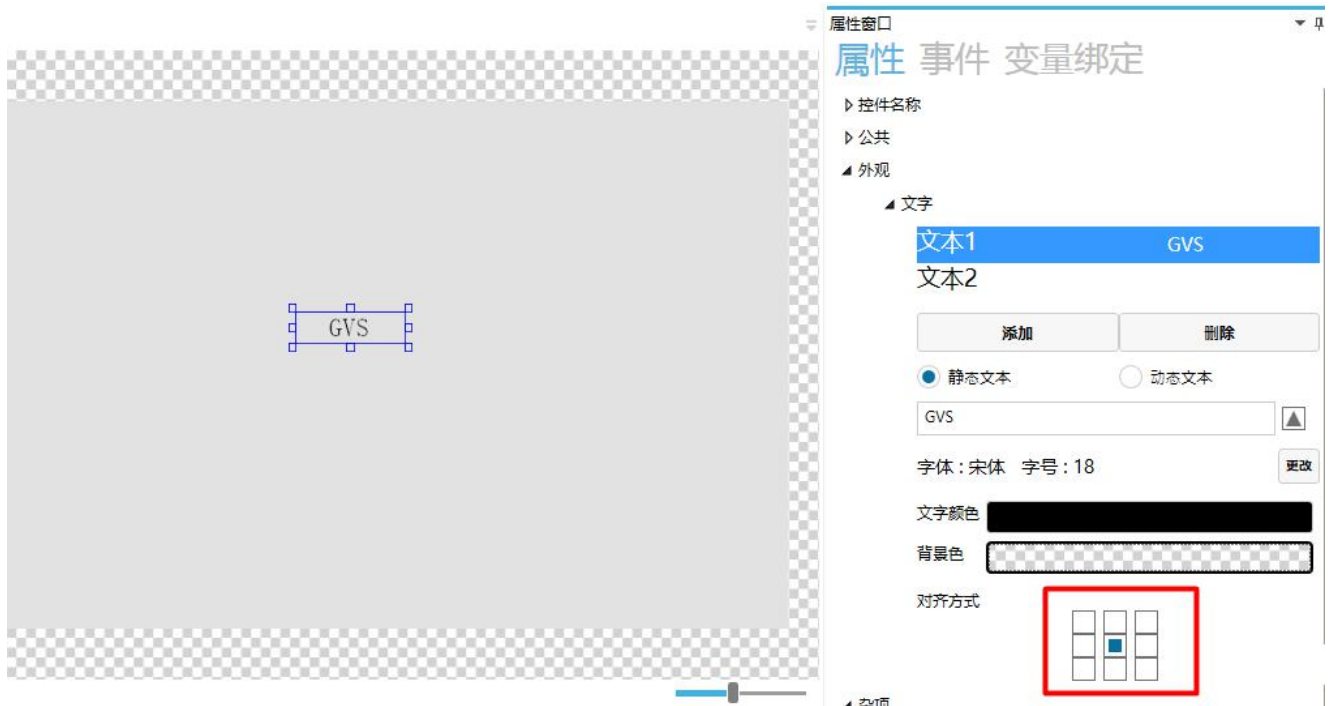 属性窗口
属性 事件 变量绑定
控件名称
公共
外观
文字
文本1 GVS
文本2
添加 删除
静态文本 动态文本
GVS
GVS
字体 : 宋体 字号 : 18 更改
文字颜色
背景色
对齐方式
杂项